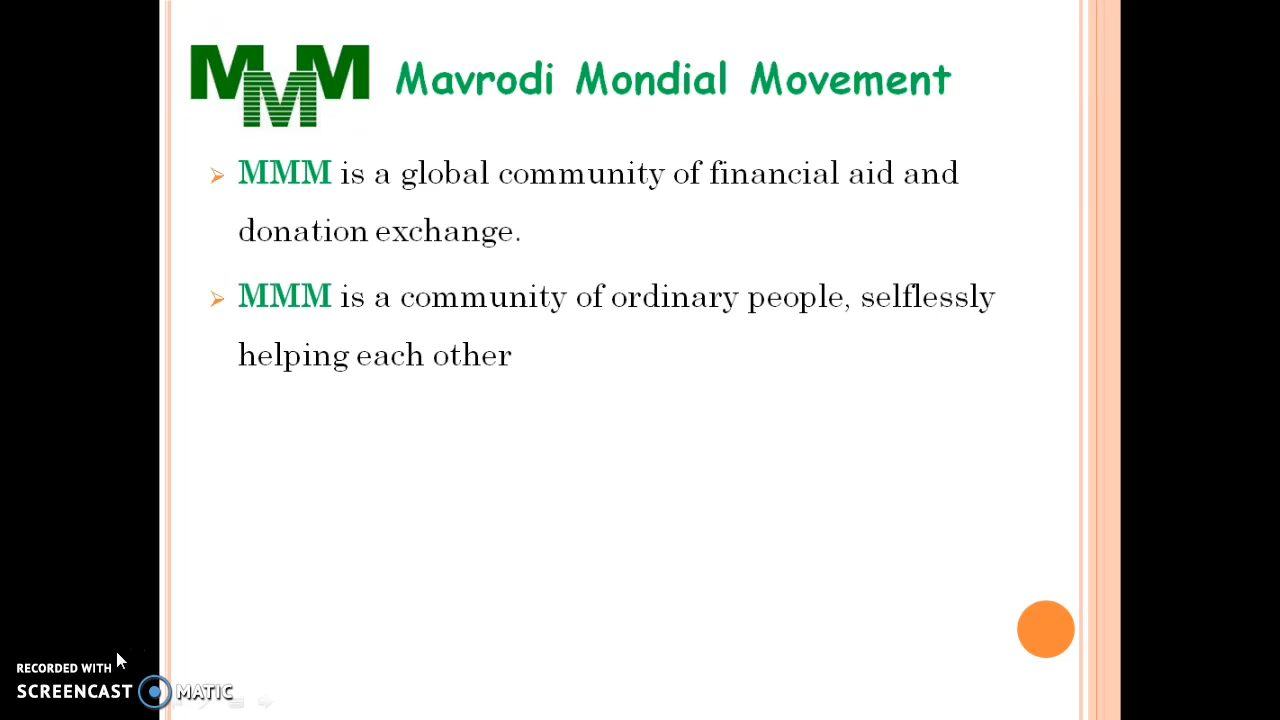 MMM Mavrodi Mondial Movement
MMM is a global community of financial aid and
donation exchange.
MMM is a community of ordinary people, selflessly
helping each other
RECORDED WITH
SCREENCAST MATIC